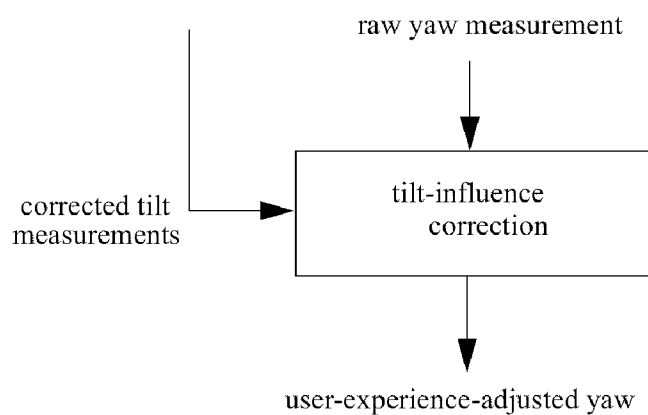 raw yaw measurement
corrected tilt
measurements
tilt-influence
correction
user-experience-adjusted yaw